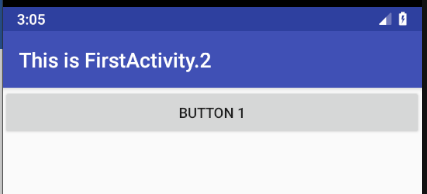 3:05
This is FirstActivity.2
BUTTON 1